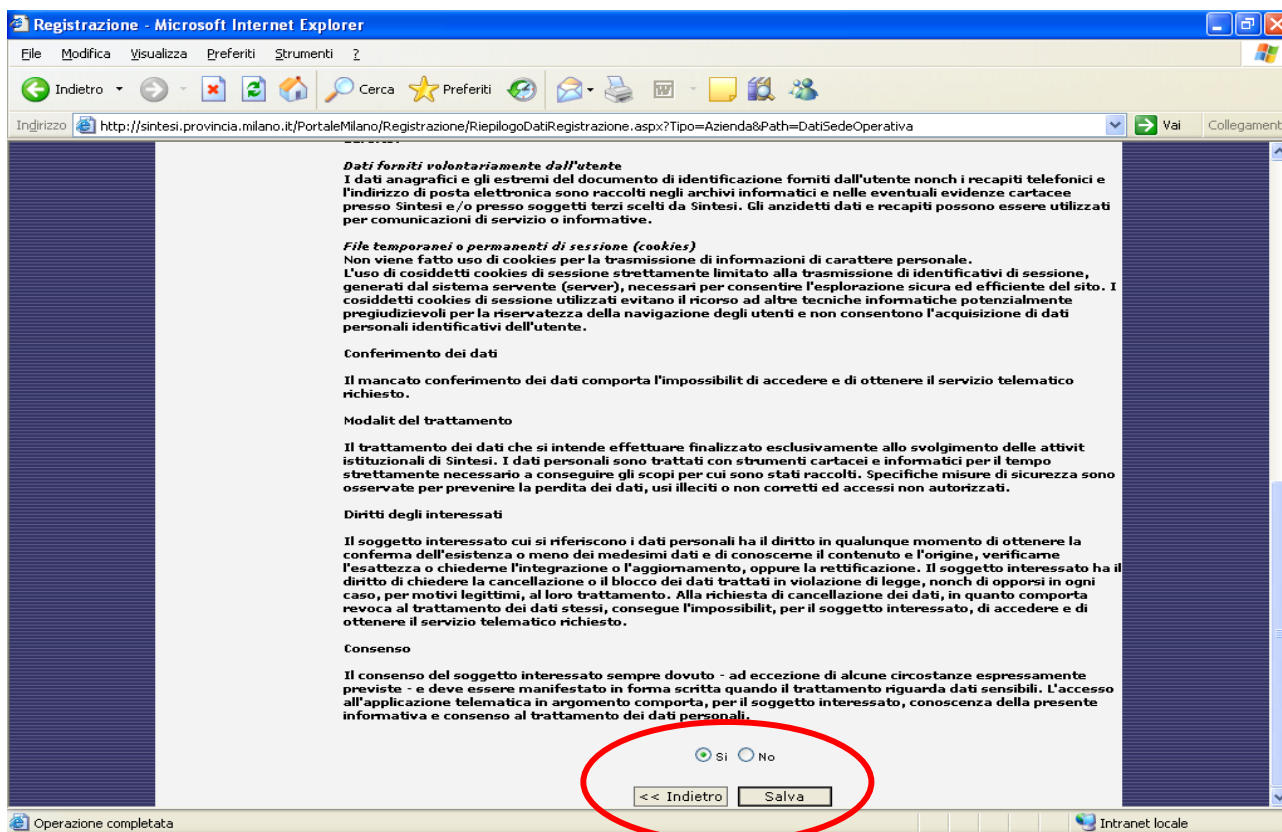 Registrazione - Microsoft Internet Explorer
File Modifica Visualizza Preferiti Strumenti ?
Indietro Cerca Preferiti
Indirizzo http://sintesi.provincia.milano.it/PortaleMilano/Registrazione/RiepilogoDatiRegistrazione.aspx?Tipo=Azienda&Path=DatiSedeOperativa Vai Collegament
Dati forniti volontariamente dall'utente
I dati anagrafici e gli estremi del documento di identificazione forniti dall'utente nonch i recapiti telefonici e
l'indirizzo di posta elettronica sono raccolti negli archivi informatici e nelle eventuali evidenze cartacee
presso Sintesi e/o presso soggetti terzi scelti da Sintesi. Gli anzidetti dati e recapiti possono essere utilizzati
per comunicazioni di servizio o informative.
File temporanei o permanenti di sessione (cookies)
Non viene fatto uso di cookies per la trasmissione di informazioni di carattere personale.
L'uso di cosiddetti cookies di sessione strettamente limitato alla trasmissione di identificativi di sessione,
generati dal sistema servente (server), necessari per consentire l'esplorazione sicura ed efficiente del sito. I
cosiddetti cookies di sessione utilizzati evitano il ricorso ad altre tecniche informatiche potenzialmente
pregiudizievoli per la riservatezza della navigazione degli utenti e non consentono l'acquisizione di dati
personali identificativi dell'utente.
Conferimento dei dati
Il mancato conferimento dei dati comporta l'impossibilit di accedere e di ottenere il servizio telematico
richiesto.
Modalit del trattamento
Il trattamento dei dati che si intende effettuare finalizzato esclusivamente allo svolgimento delle attivit
istituzionali di Sintesi. I dati personali sono trattati con strumenti cartacei e informatici per il tempo
strettamente necessario a conseguire gli scopi per cui sono stati raccolti. Specifiche misure di sicurezza sono
osservate per prevenire la perdita dei dati, usi illeciti o non corretti ed accessi non autorizzati.
Diritti degli interessati
Il soggetto interessato cui si riferiscono i dati personali ha il diritto in qualunque momento di ottenere la
conferma dell'esistenza o meno dei medesimi dati e di conoscerne il contenuto e l'origine, verificarne
l'esattezza o chiederne l'integrazione o l'aggiornamento, oppure la rettificazione. Il soggetto interessato ha il
diritto di chiedere la cancellazione o il blocco dei dati trattati in violazione di legge, nonch di opporsi in ogni
caso, per motivi legittimi, al loro trattamento. Alla richiesta di cancellazione dei dati, in quanto comporta
revoca al trattamento dei dati stessi, consegue l'impossibilit, per il soggetto interessato, di accedere e di
ottenere il servizio telematico richiesto.
Consenso
Il consenso del soggetto interessato sempre dovuto - ad eccezione di alcune circostanze espressamente
previste - e deve essere manifestato in forma scritta quando il trattamento riguarda dati sensibili. L'accesso
all'applicazione telematica in argomento comporta, per il soggetto interessato, conoscenza della presente
informativa e consenso al trattamento dei dati personali.
Si No
<< Indietro Salva
Operazione completata Intranet locale